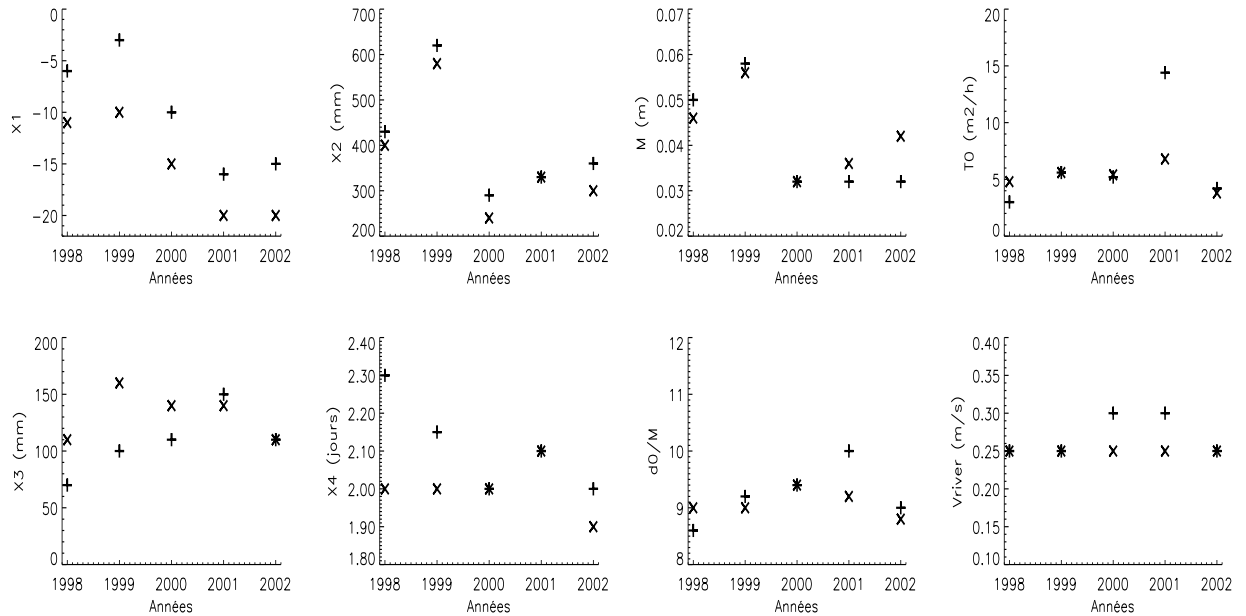 0
−5
−10
−15
−20
X1
1998 1999 2000 2001 2002
Années
700
600
500
400
300
200
X2 (mm)
1998 1999 2000 2001 2002
Années
0.07
0.06
0.05
0.04
0.03
0.02
M (m)
1998 1999 2000 2001 2002
Années
20
15
10
5
0
T0 (m2/h)
1998 1999 2000 2001 2002
Années
200
150
100
50
0
X3 (mm)
1998 1999 2000 2001 2002
Années
2.40
2.30
2.20
2.10
2.00
1.90
1.80
X4 (jours)
1998 1999 2000 2001 2002
Années
12
11
10
9
8
d0/M
1998 1999 2000 2001 2002
Années
0.40
0.35
0.30
0.25
0.20
0.15
0.10
Vriver (m/s)
1998 1999 2000 2001 2002
Années